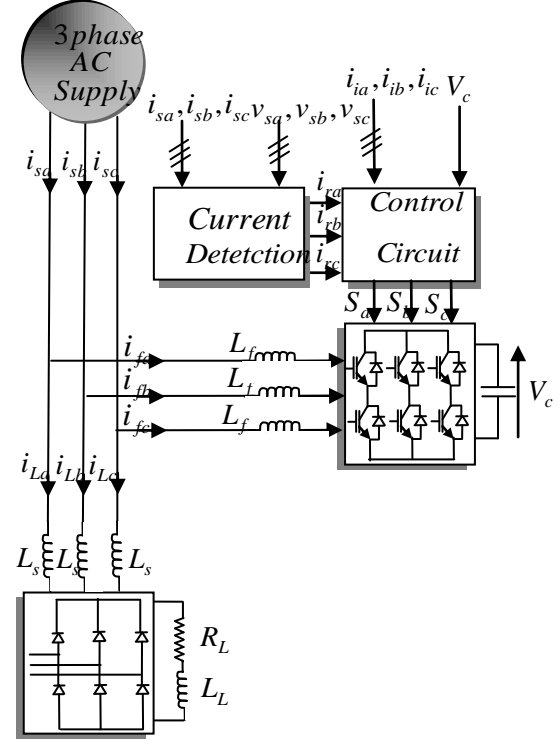 3phase
AC
Supply
i_sa, i_sb, i_sc v_sa, v_sb, v_sc
i_ia, i_ib, i_ic V_c
i_sa i_sb i_sc
Current
Detetction
i_ra
i_rb
i_rc
Control
Circuit
S_a S_b S_c
i_fa L_f
i_fb L_f
i_fc L_f
V_c
i_La i_Lb i_Lc
L_s L_s L_s
R_L
L_L